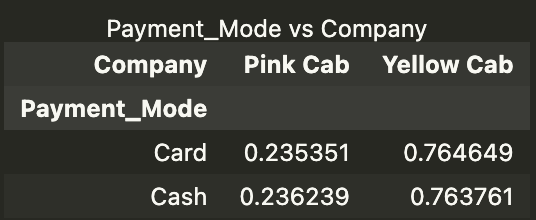 Payment_Mode vs Company
Company Pink Cab Yellow Cab
Payment_Mode
Card 0.235351 0.764649
Cash 0.236239 0.763761